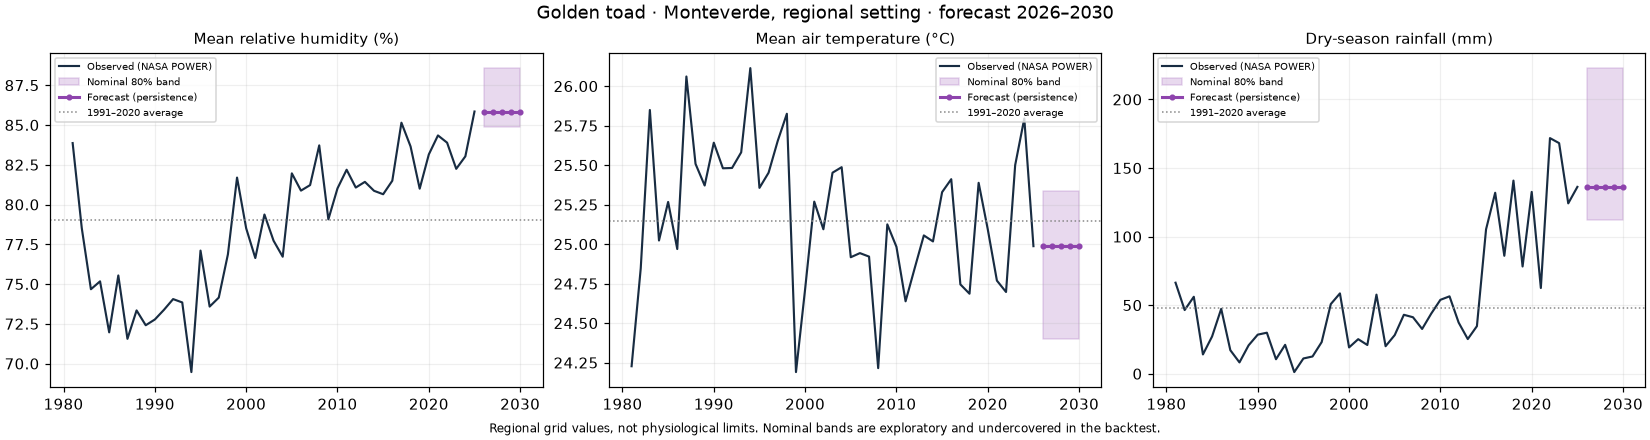 Golden toad · Monteverde, regional setting · forecast 2026–2030
Mean relative humidity (%)
Observed (NASA POWER)
Nominal 80% band
Forecast (persistence)
1991–2020 average
87.5
85.0
82.5
80.0
77.5
75.0
72.5
70.0
1980 1990 2000 2010 2020 2030
Mean air temperature (°C)
Observed (NASA POWER)
Nominal 80% band
Forecast (persistence)
1991–2020 average
26.00
25.75
25.50
25.25
25.00
24.75
24.50
24.25
1980 1990 2000 2010 2020 2030
Dry-season rainfall (mm)
Observed (NASA POWER)
Nominal 80% band
Forecast (persistence)
1991–2020 average
200
150
100
50
0
1980 1990 2000 2010 2020 2030
Regional grid values, not physiological limits. Nominal bands are exploratory and undercovered in the backtest.